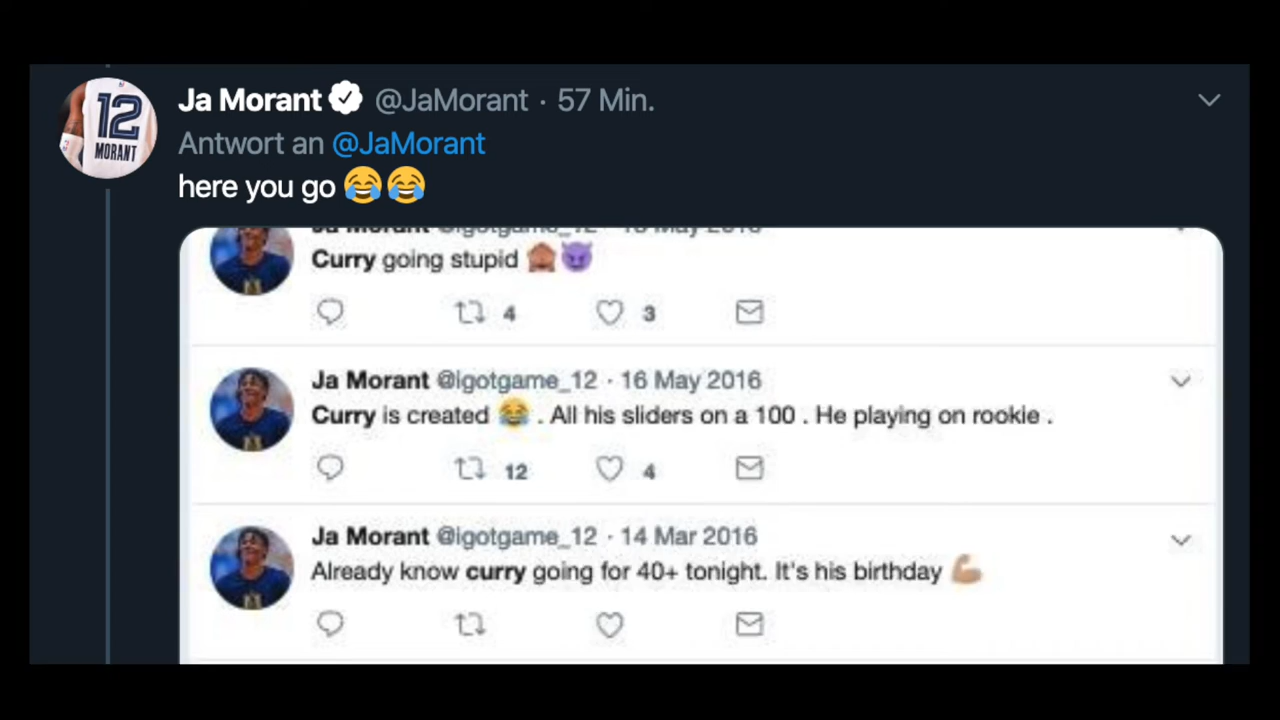 Ja Morant @JaMorant · 57 Min.
Antwort an @JaMorant
here you go 😂😂
12
MORANT
Ja Morant @igotgame_12 · May 2016
Curry going stupid 🙈😈
4 3
Ja Morant @igotgame_12 · 16 May 2016
Curry is created 😂 . All his sliders on a 100 . He playing on rookie .
12 4
Ja Morant @igotgame_12 · 14 Mar 2016
Already know curry going for 40+ tonight. It's his birthday 💪🏼